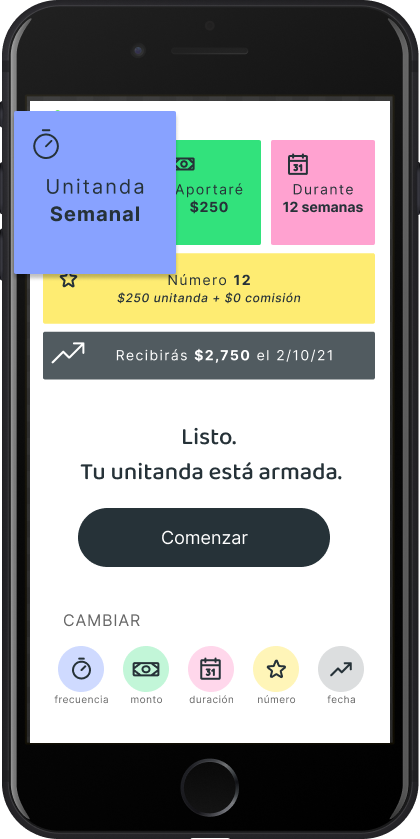 Unitanda
Semanal
Aportaré
$250
31
Durante
12 semanas
Número 12
$250 unitanda + $0 comisión
Recibirás $2,750 el 2/10/21
Listo.
Tu unitanda está armada.
Comenzar
CAMBIAR
31
frecuencia monto duración número fecha